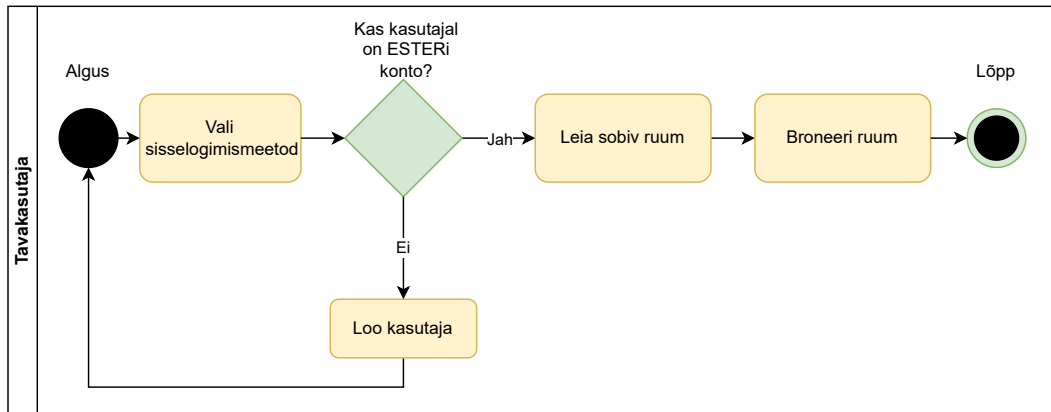 Tavakasutaja
Algus
Vali
sisselogimismeetod
Kas kasutajal
on ESTERi
konto?
Jah
Leia sobiv ruum
Broneeri ruum
Lõpp
Ei
Loo kasutaja